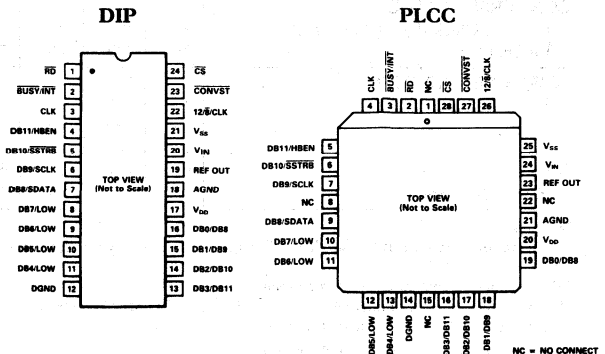 DIP
RD 1
BUSY/INT 2
CLK 3
DB11/HBEN 4
DB10/SSTRB 5
DB9/SCLK 6
DB8/SDATA 7
DB7/LOW 8
DB6/LOW 9
DB5/LOW 10
DB4/LOW 11
DGND 12
TOP VIEW
(Not to Scale)
24 CS
23 CONVST
22 12/8/CLK
21 VSS
20 VIN
19 REF OUT
18 AGND
17 VDD
16 DB0/DB8
15 DB1/DB9
14 DB2/DB10
13 DB3/DB11
PLCC
CLK
BUSY/INT
RD
NC
CS
CONVST
12/8/CLK
4 3 2 1 28 27 26
DB11/HBEN 5
DB10/SSTRB 6
DB9/SCLK 7
NC 8
DB8/SDATA 9
DB7/LOW 10
DB6/LOW 11
TOP VIEW
(Not to Scale)
25 VSS
24 VIN
23 REF OUT
22 NC
21 AGND
20 VDD
19 DB0/DB8
12 13 14 15 16 17 18
DB5/LOW
DB4/LOW
DGND
NC
DB3/DB11
DB2/DB10
DB1/DB9
NC = NO CONNECT